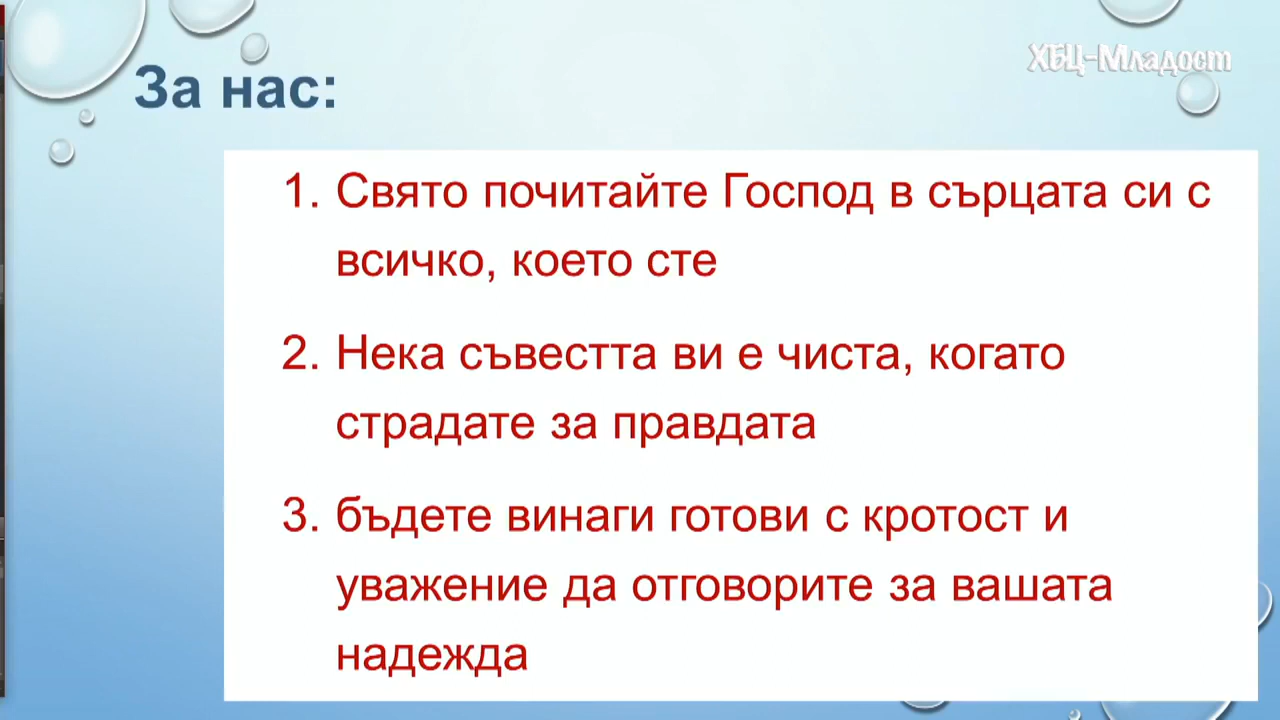 ХБЦ-Младост
За нас:
1. Свято почитайте Господ в сърцата си с
всичко, което сте
2. Нека съвестта ви е чиста, когато
страдате за правдата
3. бъдете винаги готови с кротост и
уважение да отговорите за вашата
надежда